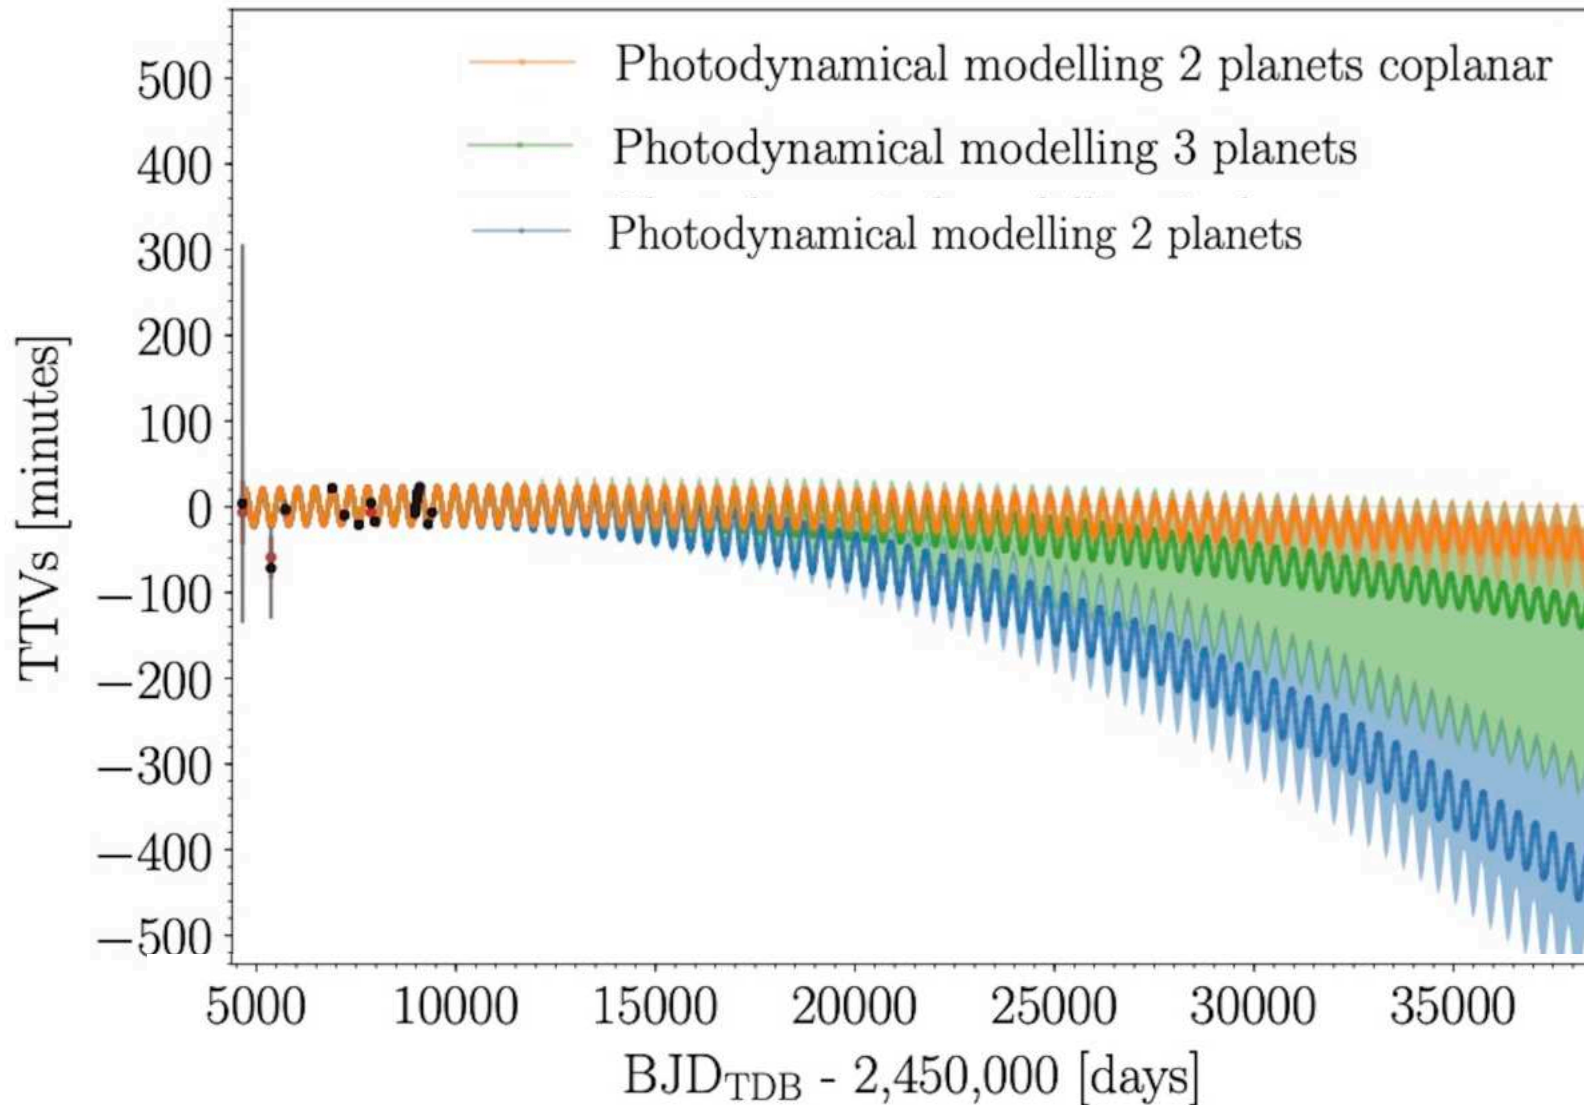 Photodynamical modelling 2 planets coplanar
Photodynamical modelling 3 planets
Photodynamical modelling 2 planets
500
400
300
200
100
0
−100
−200
−300
−400
−500
TTVs [minutes]
5000 10000 15000 20000 25000 30000 35000
BJD_TDB - 2,450,000 [days]